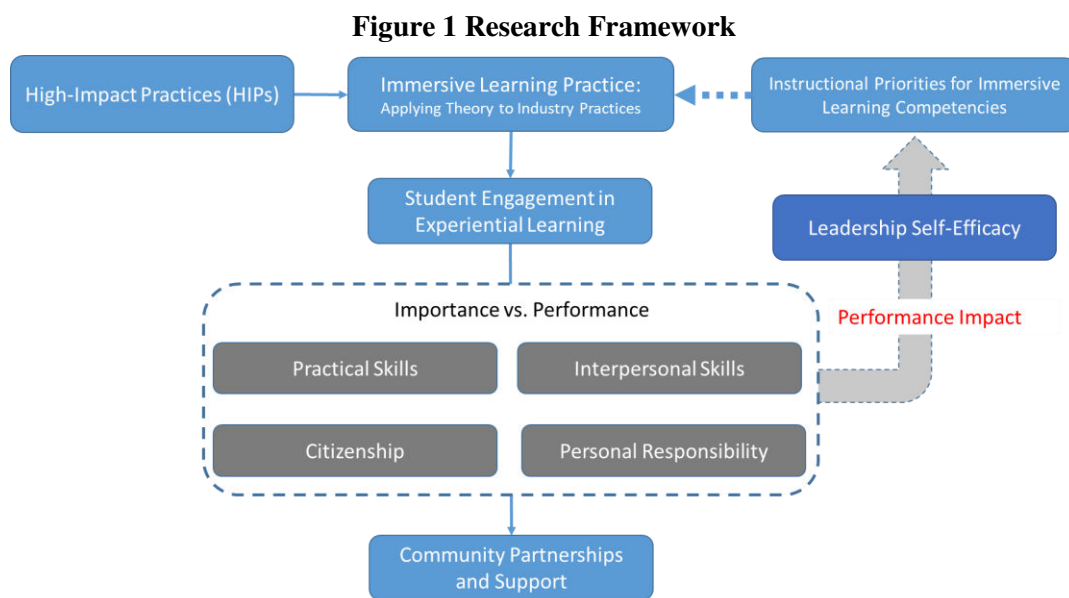 Figure 1 Research Framework
High-Impact Practices (HIPs)
Immersive Learning Practice:
Applying Theory to Industry Practices
Instructional Priorities for Immersive
Learning Competencies
Student Engagement in
Experiential Learning
Leadership Self-Efficacy
Importance vs. Performance
Performance Impact
Practical Skills
Interpersonal Skills
Citizenship
Personal Responsibility
Community Partnerships
and Support